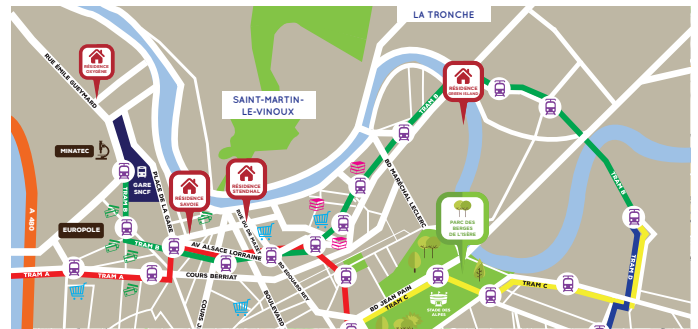 LA TRONCHE
RUE ÉMILE GUEYMARD
RÉSIDENCE
OXYGÈNE
SAINT-MARTIN-
LE-VINOUX
RÉSIDENCE
GREEN ISLAND
TRAM B
MINATEC
GARE
SNCF
PLACE DE LA GARE
TRAM B
RÉSIDENCE
SAVOIE
RÉSIDENCE
STENDHAL
BD MARÉCHAL LECLERC
TRAM B
A 480
EUROPOLE
TRAM B
AV ALSACE LORRAINE
PARC DES
BERGES
DE L'ISÈRE
TRAM A
TRAM A
COURS BERRIAT
BD EDOUARD REY
BOULEVARD
COURS J
BD JEAN PAIN
TRAM C
STADE DES
ALPES
TRAM C
TRAM D